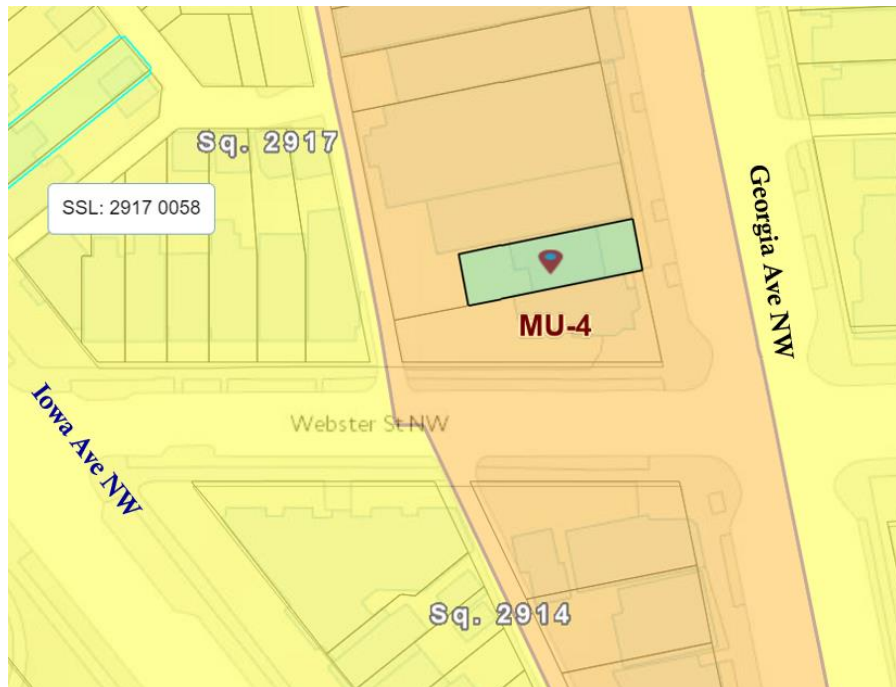 Sq. 2917
SSL: 2917 0058
Georgia Ave NW
MU-4
Iowa Ave NW
Webster St NW
Sq. 2914